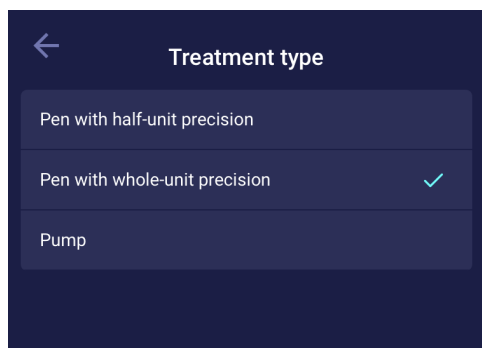 Treatment type
Pen with half-unit precision
Pen with whole-unit precision
Pump